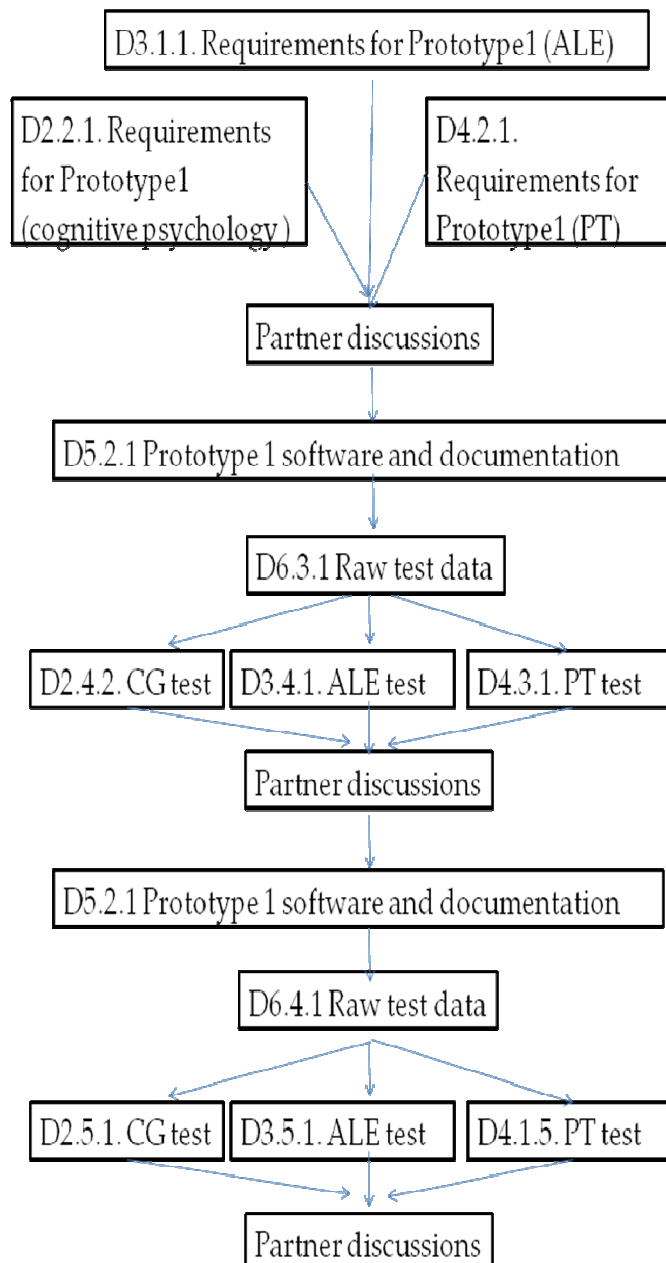 D3.1.1. Requirements for Prototype1 (ALE)
D2.2.1. Requirements
for Prototype1
(cognitive psychology )
D4.2.1.
Requirements for
Prototype1 (PT)
Partner discussions
D5.2.1 Prototype 1 software and documentation
D6.3.1 Raw test data
D2.4.2. CG test
D3.4.1. ALE test
D4.3.1. PT test
Partner discussions
D5.2.1 Prototype 1 software and documentation
D6.4.1 Raw test data
D2.5.1. CG test
D3.5.1. ALE test
D4.1.5. PT test
Partner discussions